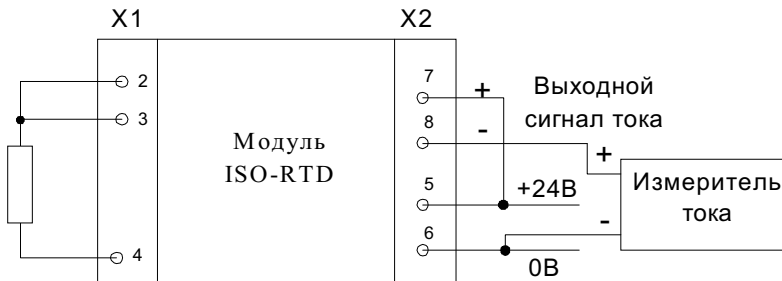 X1
X2
2
3
4
Модуль
ISO-RTD
7
8
5
6
+
-
Выходной
сигнал тока
+24В
0В
+
-
Измеритель
тока